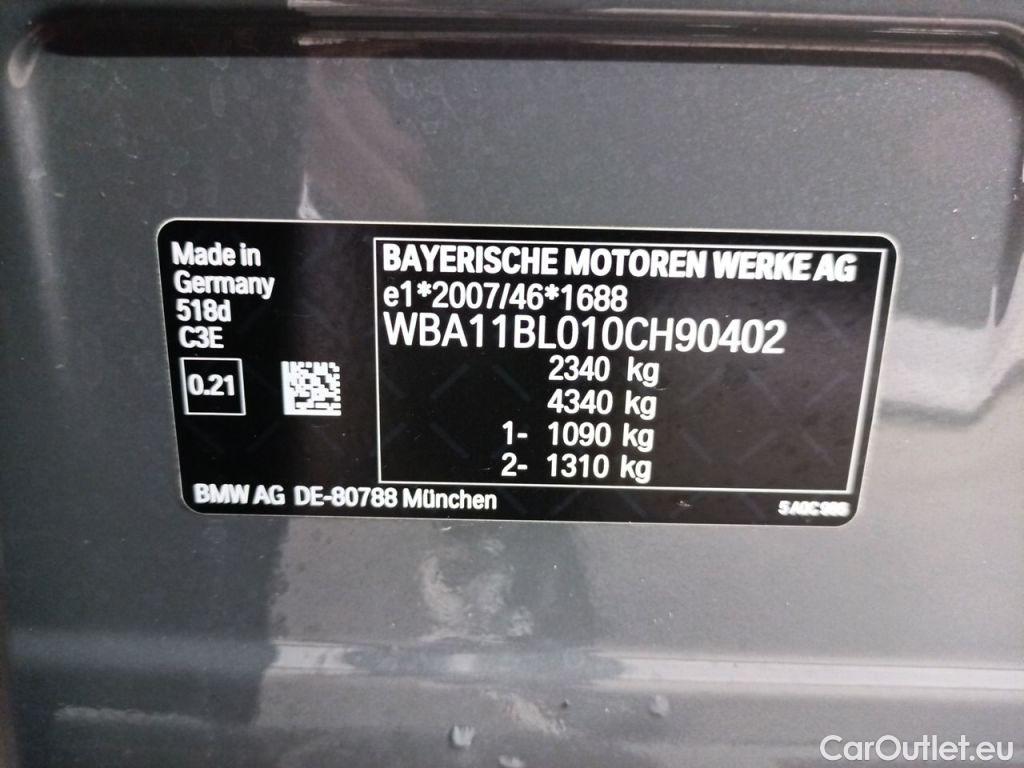 Made in
Germany
518d
C3E
0.21
BAYERISCHE MOTOREN WERKE AG
e1*2007/46*1688
WBA11BL010CH90402
2340 kg
4340 kg
1- 1090 kg
2- 1310 kg
BMW AG DE-80788 München
CarOutlet.eu